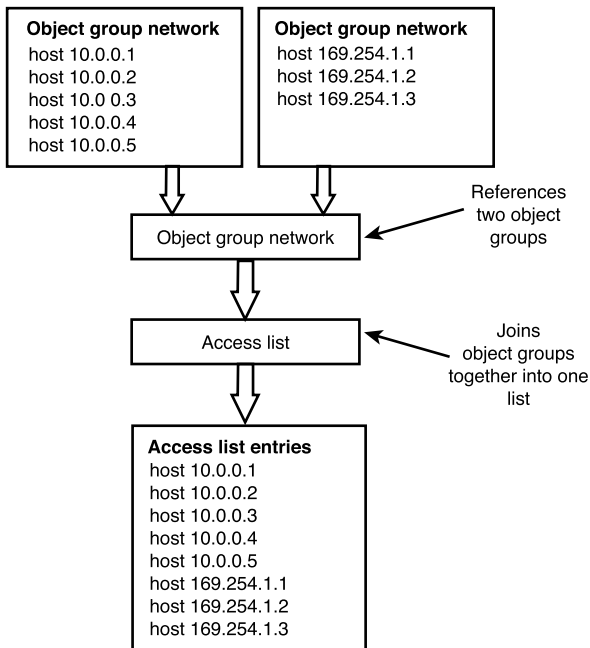 Object group network
host 10.0.0.1
host 10.0.0.2
host 10.0 0.3
host 10.0.0.4
host 10.0.0.5
Object group network
host 169.254.1.1
host 169.254.1.2
host 169.254.1.3
References
two object
groups
Object group network
Joins
object groups
together into one
list
Access list
Access list entries
host 10.0.0.1
host 10.0.0.2
host 10.0.0.3
host 10.0.0.4
host 10.0.0.5
host 169.254.1.1
host 169.254.1.2
host 169.254.1.3